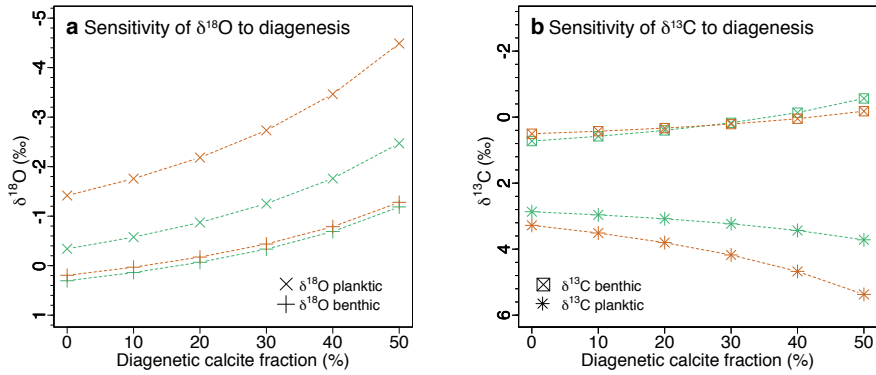 a Sensitivity of δ¹⁸O to diagenesis
-5
-4
-3
-2
-1
0
1
δ¹⁸O (‰)
δ¹⁸O planktic
δ¹⁸O benthic
0 10 20 30 40 50
Diagenetic calcite fraction (%)
b Sensitivity of δ¹³C to diagenesis
-2
0
2
4
6
δ¹³C (‰)
δ¹³C benthic
δ¹³C planktic
0 10 20 30 40 50
Diagenetic calcite fraction (%)